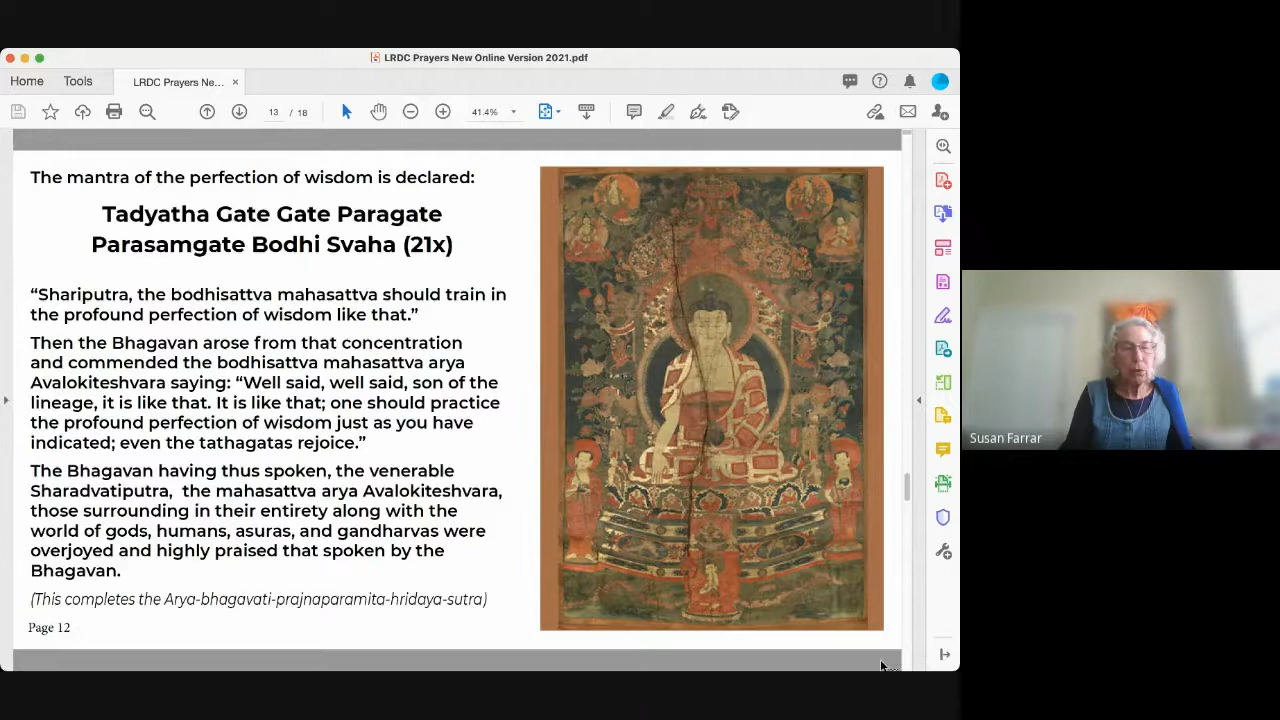 LRDC Prayers New Online Version 2021.pdf
Home Tools LRDC Prayers Ne... ×
13 / 18 41.4%
The mantra of the perfection of wisdom is declared:
Tadyatha Gate Gate Paragate
Parasamgate Bodhi Svaha (21x)
“Shariputra, the bodhisattva mahasattva should train in
the profound perfection of wisdom like that.”
Then the Bhagavan arose from that concentration
and commended the bodhisattva mahasattva arya
Avalokiteshvara saying: “Well said, well said, son of the
lineage, it is like that. It is like that; one should practice
the profound perfection of wisdom just as you have
indicated; even the tathagatas rejoice.”
The Bhagavan having thus spoken, the venerable
Sharadvatiputra, the mahasattva arya Avalokiteshvara,
those surrounding in their entirety along with the
world of gods, humans, asuras, and gandharvas were
overjoyed and highly praised that spoken by the
Bhagavan.
(This completes the Arya-bhagavati-prajnaparamita-hridaya-sutra)
Page 12
Susan Farrar